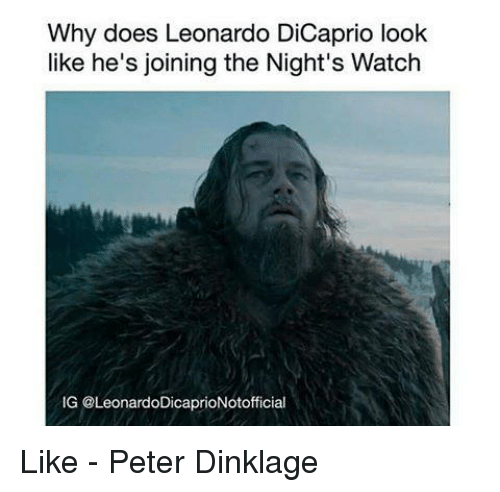 Why does Leonardo DiCaprio look
like he's joining the Night's Watch
IG @LeonardoDicaprioNotofficial
Like - Peter Dinklage